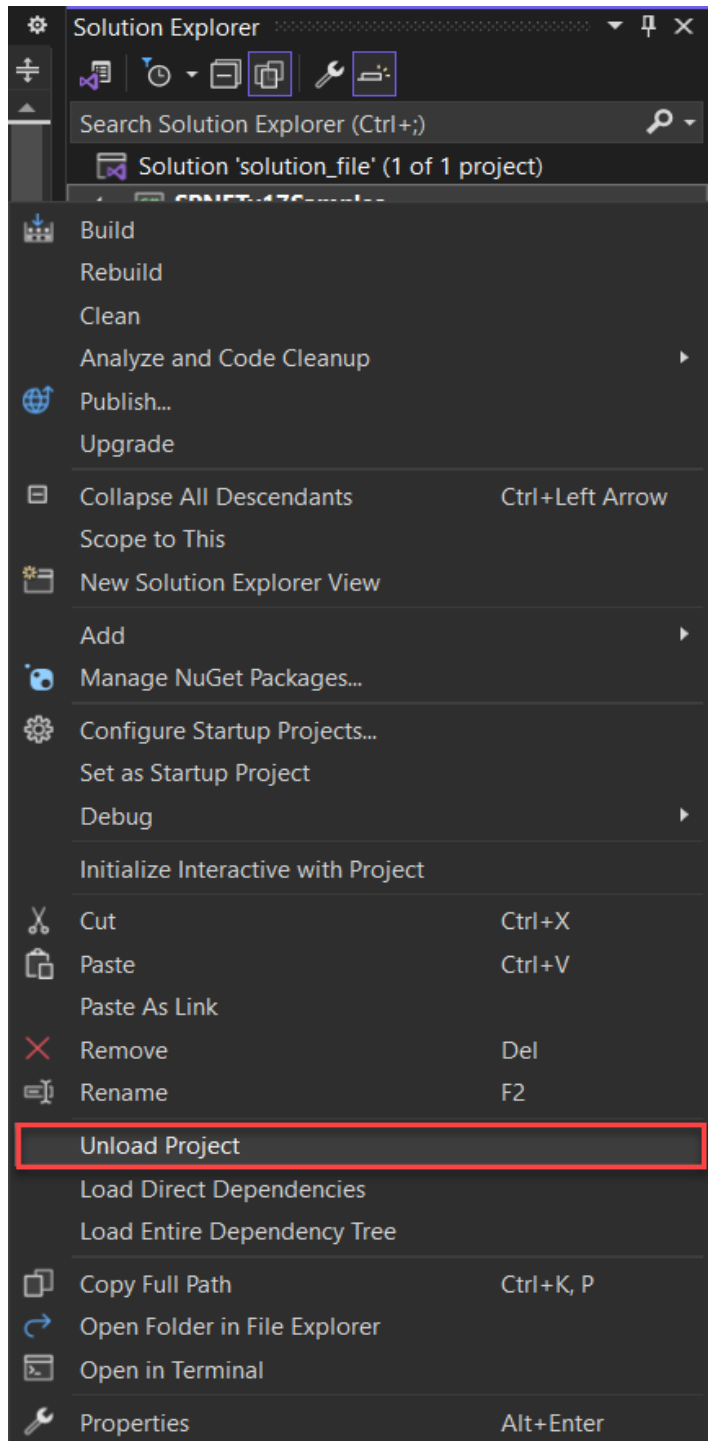 Solution Explorer
Search Solution Explorer (Ctrl+;)
Solution 'solution_file' (1 of 1 project)
Build
Rebuild
Clean
Analyze and Code Cleanup
Publish...
Upgrade
Collapse All Descendants Ctrl+Left Arrow
Scope to This
New Solution Explorer View
Add
Manage NuGet Packages...
Configure Startup Projects...
Set as Startup Project
Debug
Initialize Interactive with Project
Cut Ctrl+X
Paste Ctrl+V
Paste As Link
Remove Del
Rename F2
Unload Project
Load Direct Dependencies
Load Entire Dependency Tree
Copy Full Path Ctrl+K, P
Open Folder in File Explorer
Open in Terminal
Properties Alt+Enter